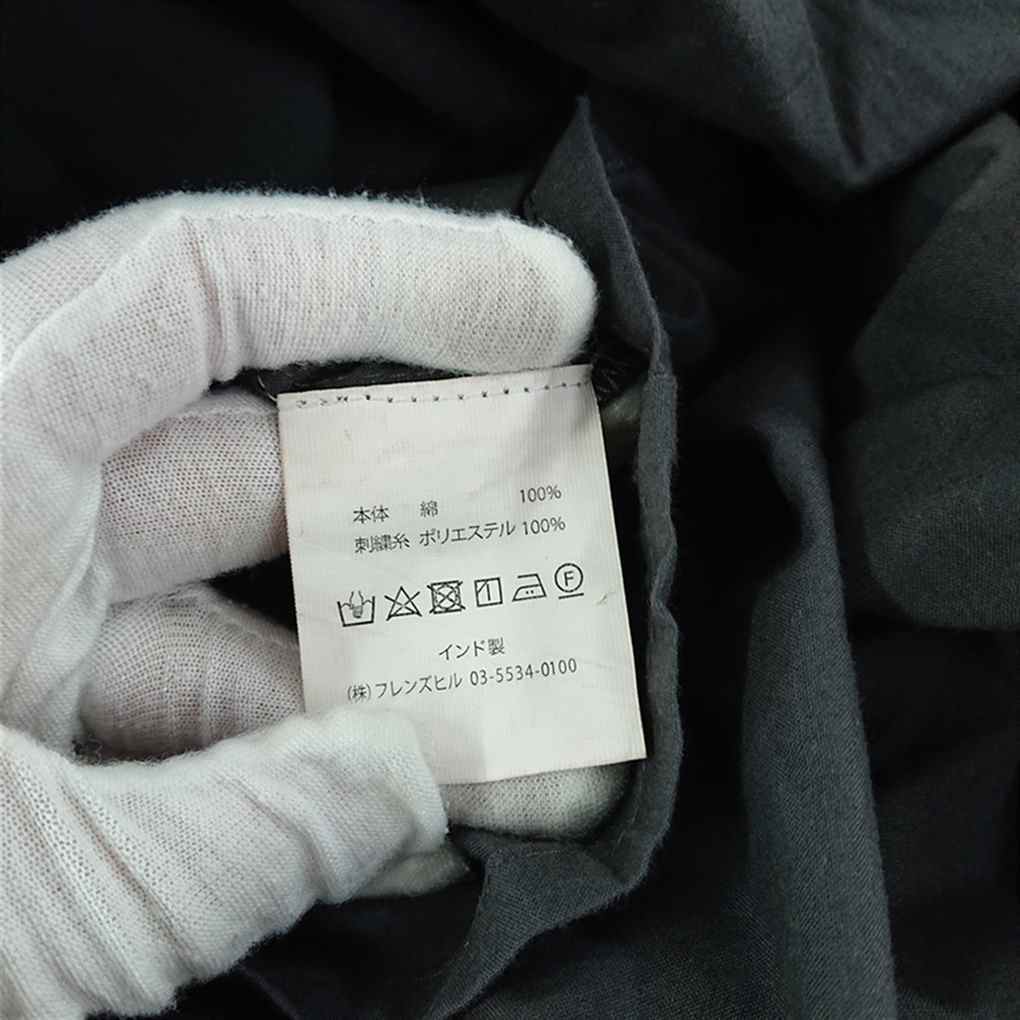 本体 綿 100%
刺繍糸 ポリエステル 100%
F
インド製
(株)フレンズヒル 03-5534-0100